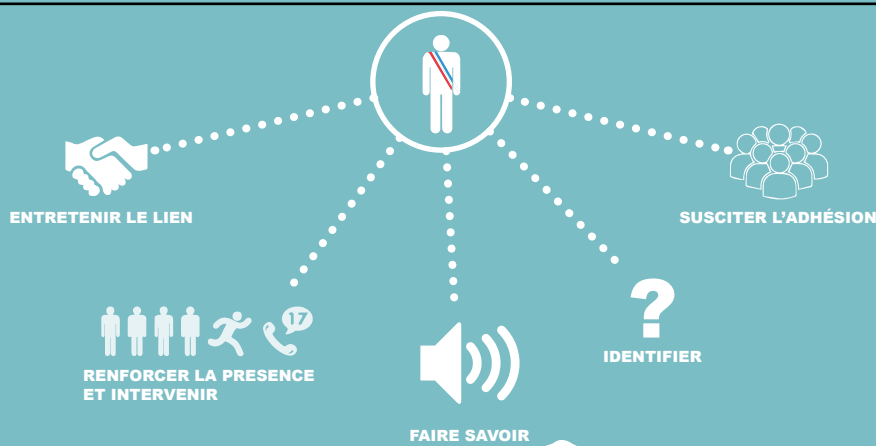 ENTRETENIR LE LIEN
SUSCITER L'ADHÉSION
17
RENFORCER LA PRESENCE
ET INTERVENIR
IDENTIFIER
?
FAIRE SAVOIR